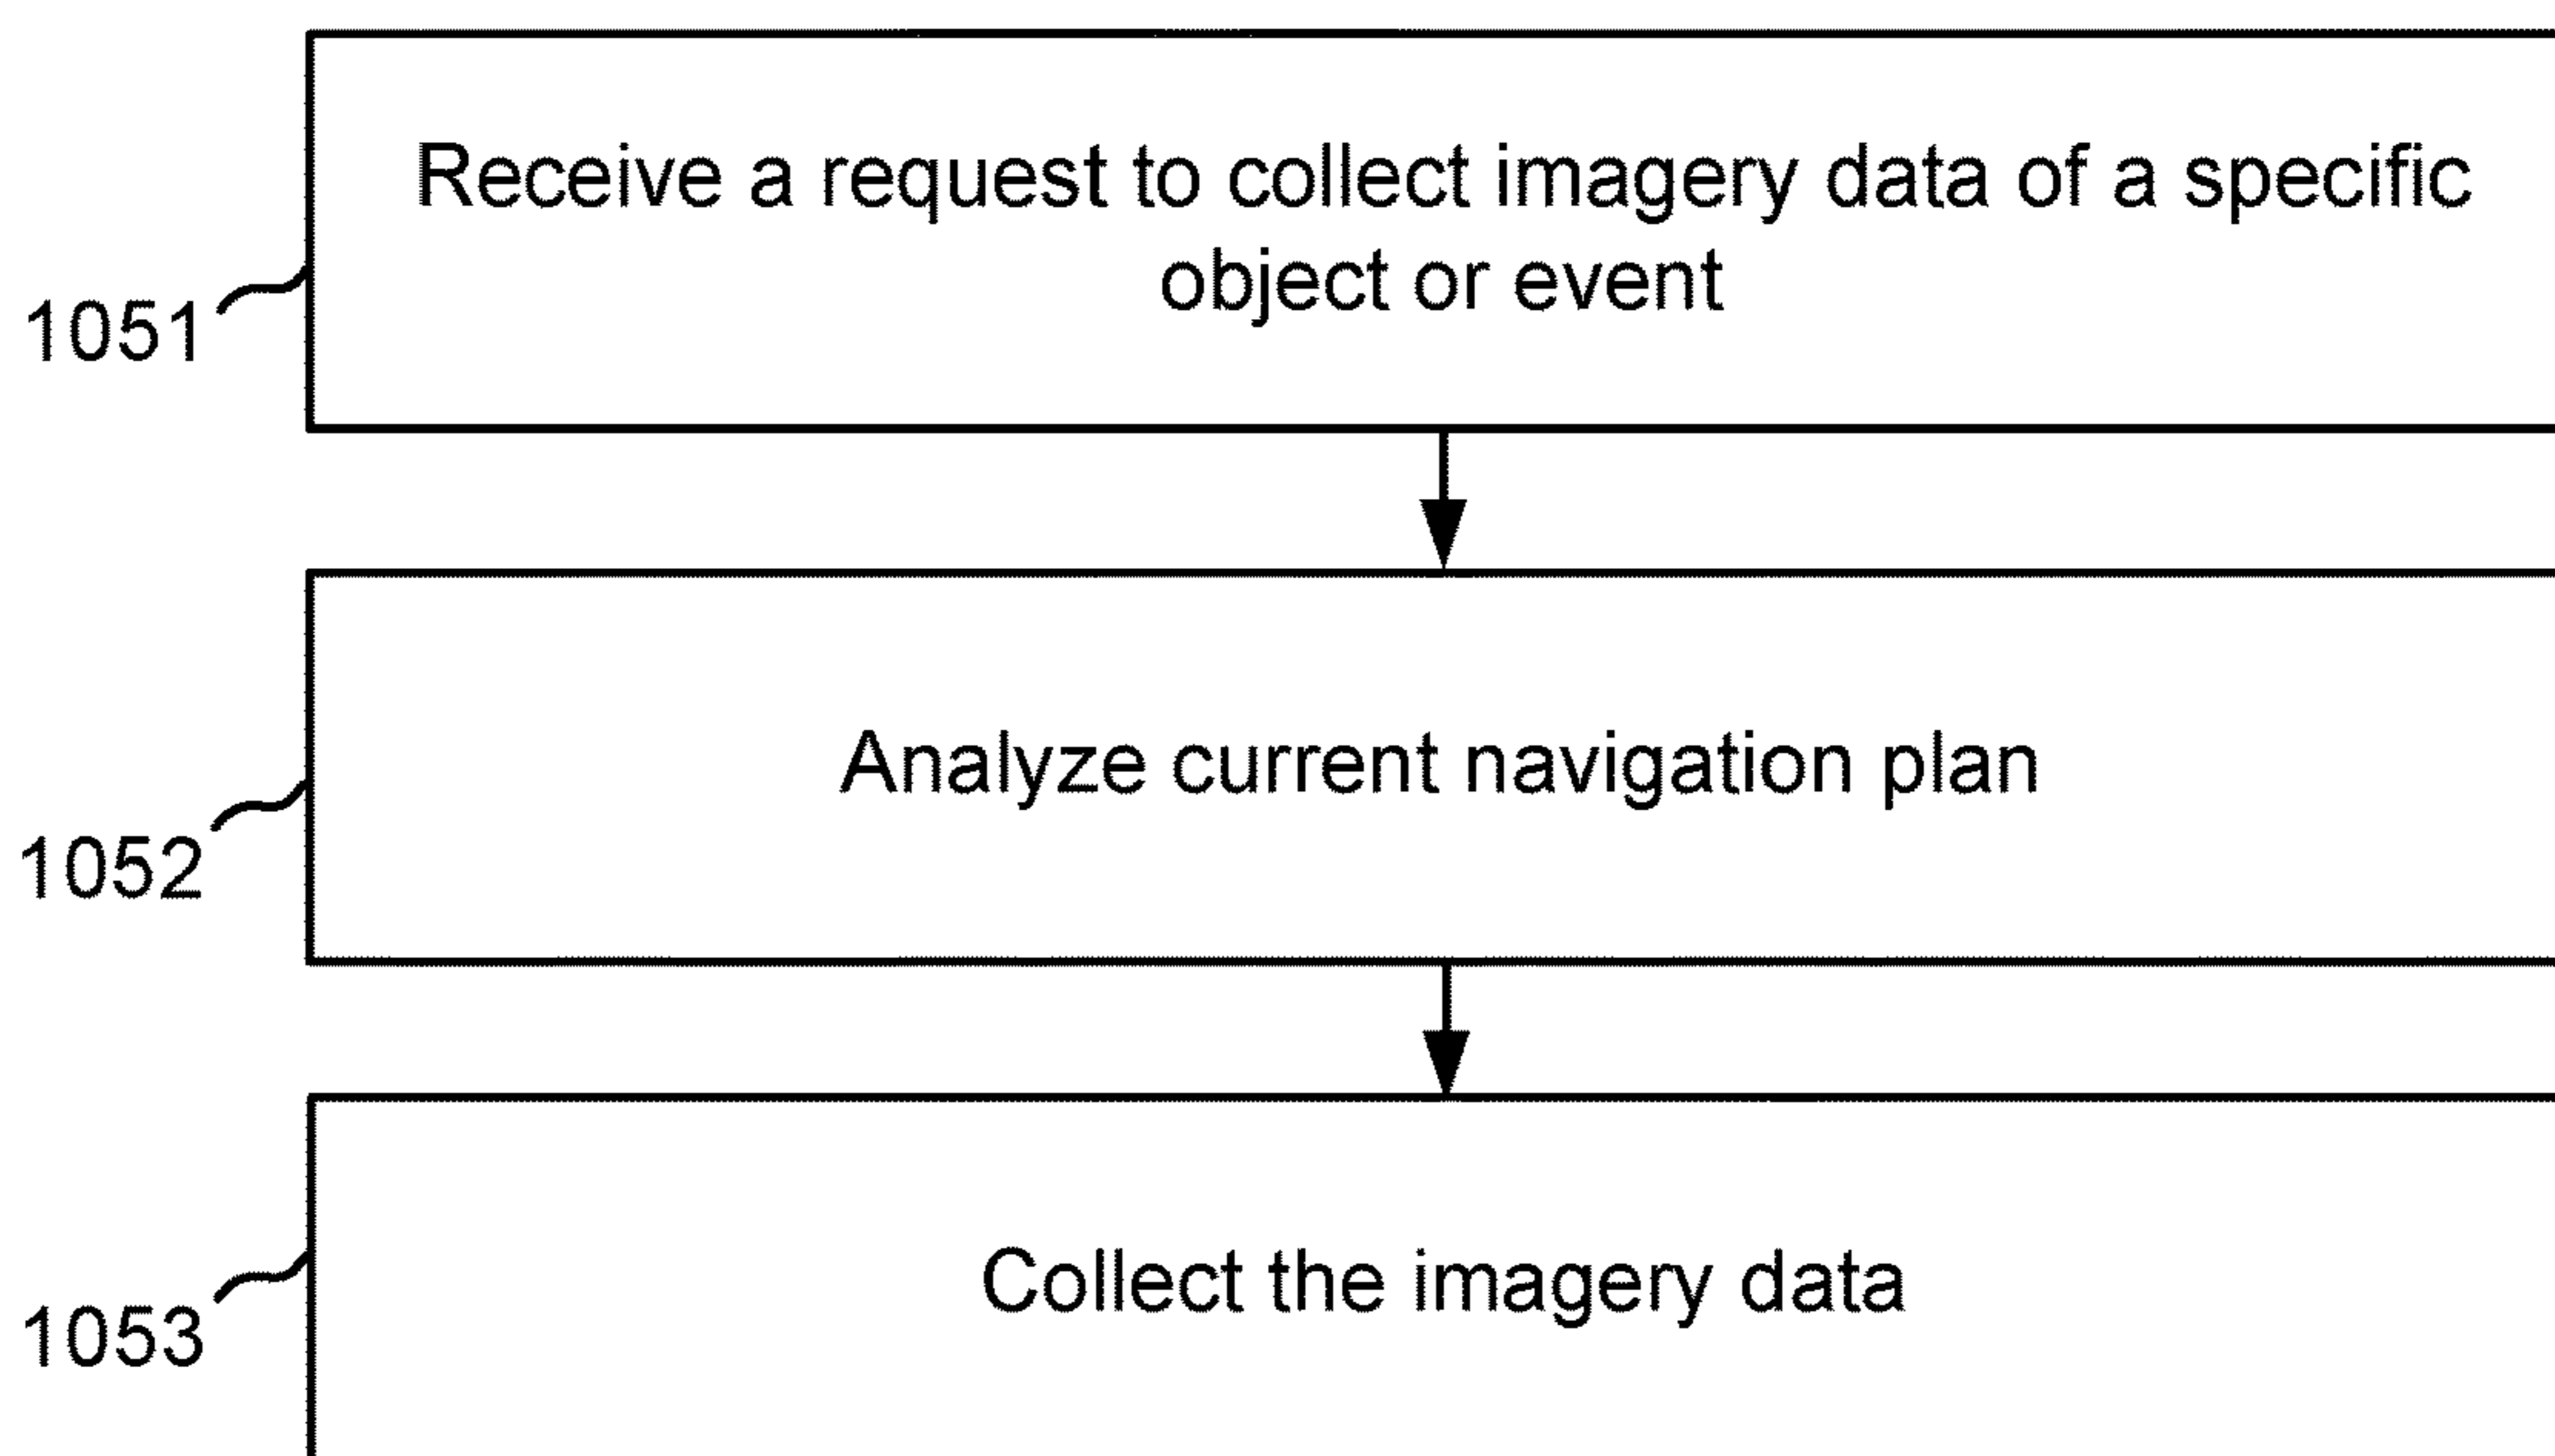 Receive a request to collect imagery data of a specific
object or event
1051
Analyze current navigation plan
1052
Collect the imagery data
1053